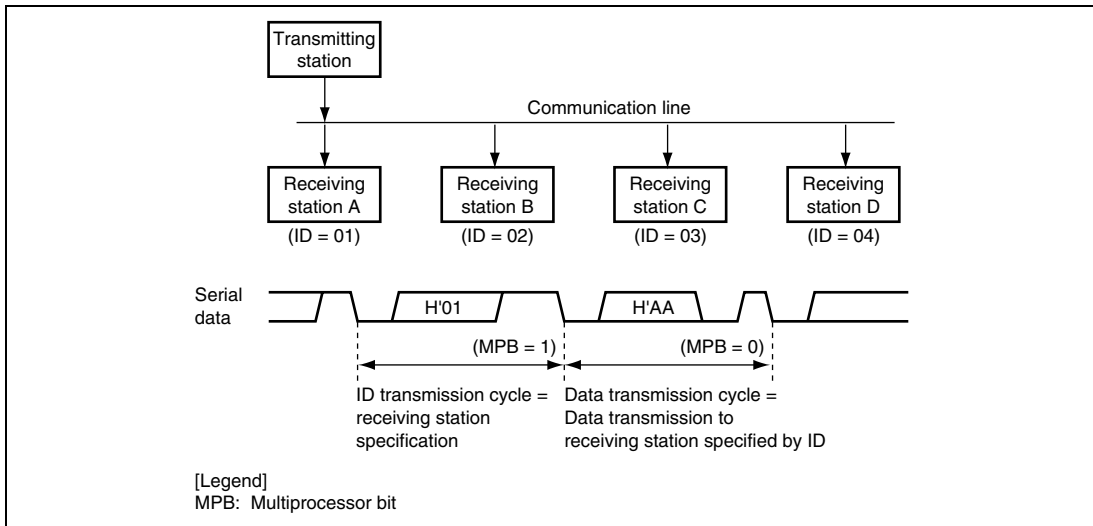 Transmitting
station
Communication line
Receiving
station A
(ID = 01)
Receiving
station B
(ID = 02)
Receiving
station C
(ID = 03)
Receiving
station D
(ID = 04)
Serial
data
H'01
H'AA
(MPB = 1)
(MPB = 0)
ID transmission cycle =
receiving station
specification
Data transmission cycle =
Data transmission to
receiving station specified by ID
[Legend]
MPB: Multiprocessor bit